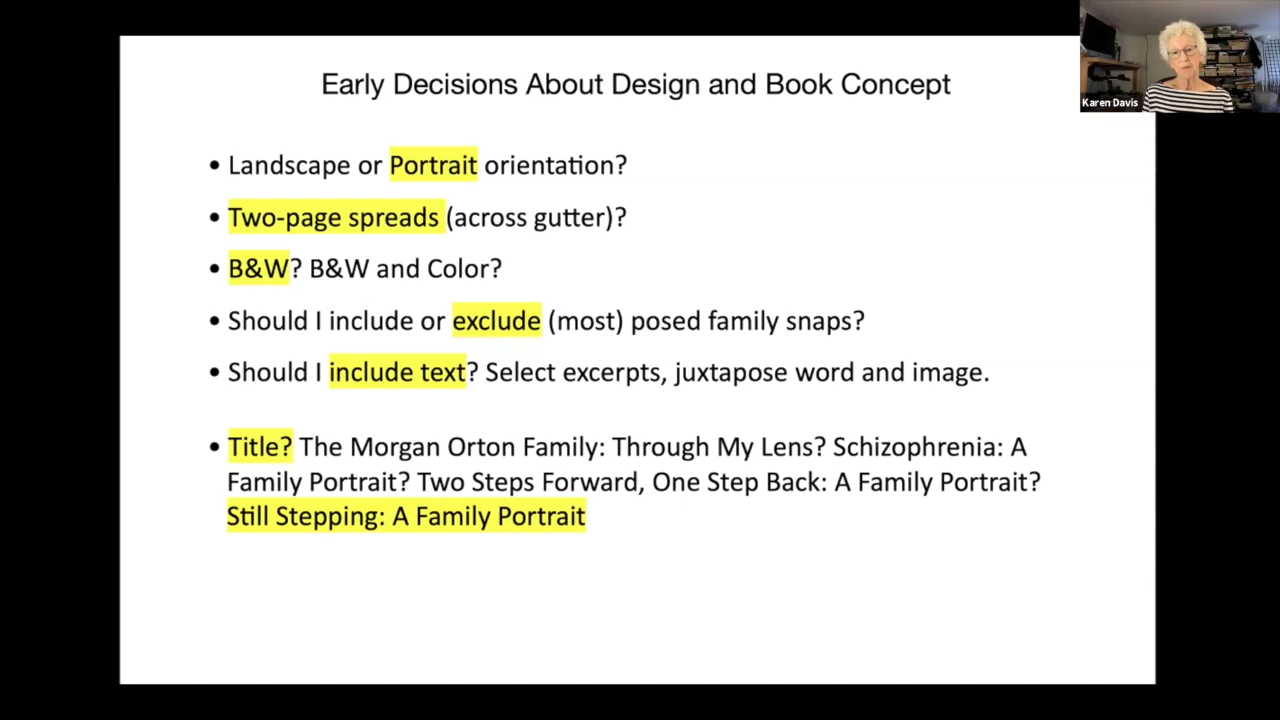 Karen Davis
Early Decisions About Design and Book Concept
• Landscape or Portrait orientation?
• Two-page spreads (across gutter)?
• B&W? B&W and Color?
• Should I include or exclude (most) posed family snaps?
• Should I include text? Select excerpts, juxtapose word and image.
• Title? The Morgan Orton Family: Through My Lens? Schizophrenia: A
Family Portrait? Two Steps Forward, One Step Back: A Family Portrait?
Still Stepping: A Family Portrait